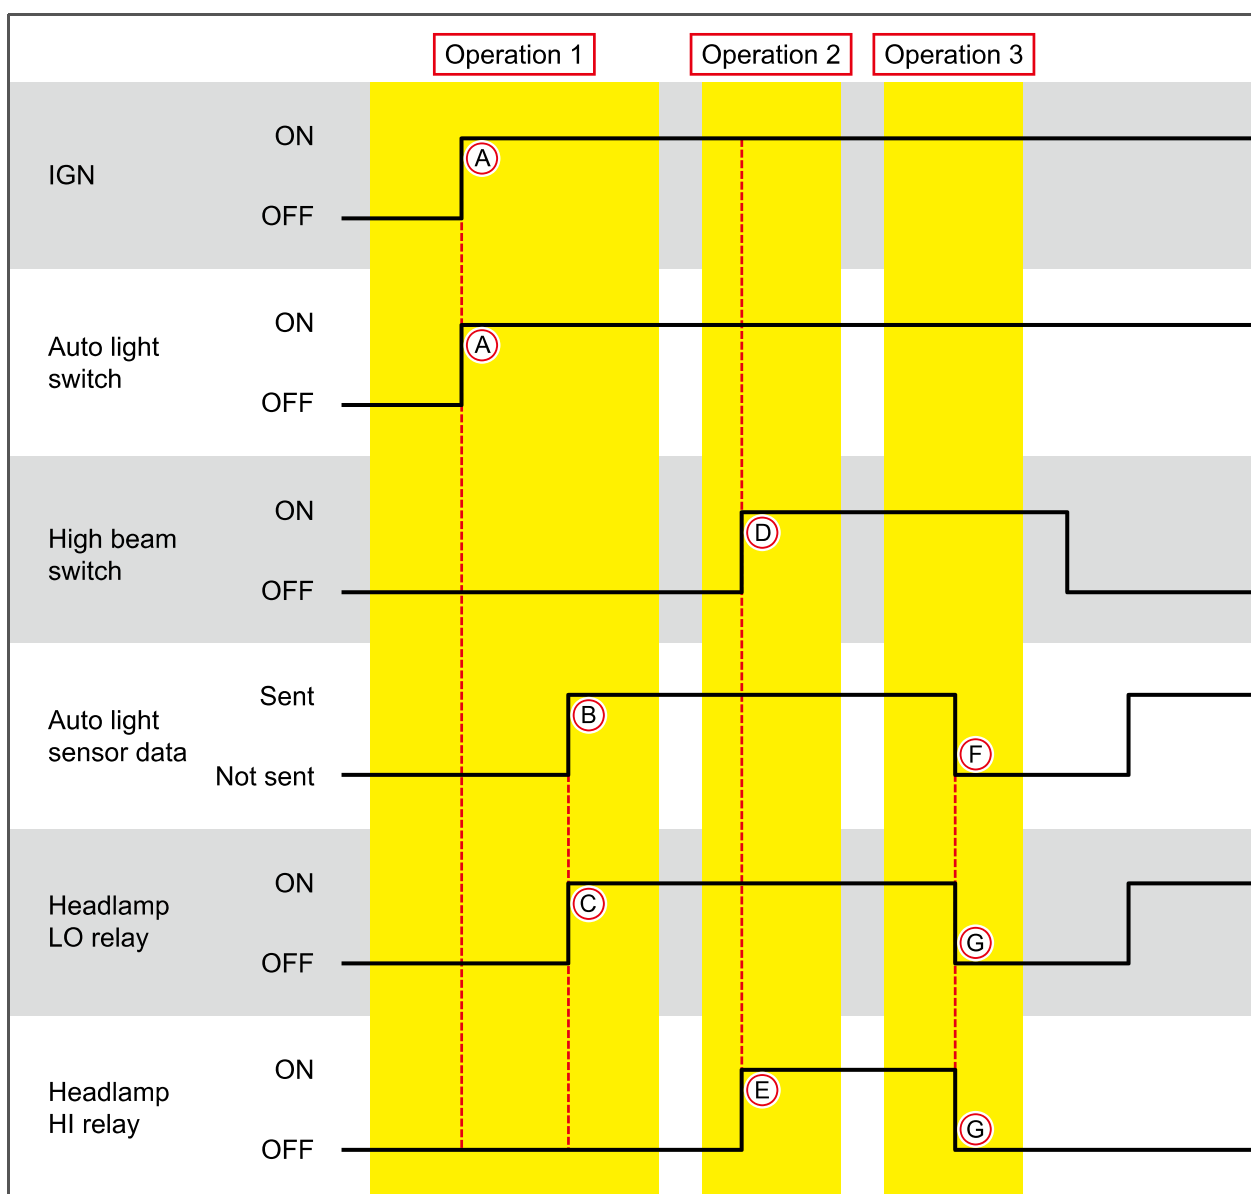 Operation 1
Operation 2
Operation 3
IGN
ON
A
OFF
Auto light
switch
ON
A
OFF
High beam
switch
ON
D
OFF
Auto light
sensor data
Sent
B
F
Not sent
Headlamp
LO relay
ON
C
G
OFF
Headlamp
HI relay
ON
E
G
OFF